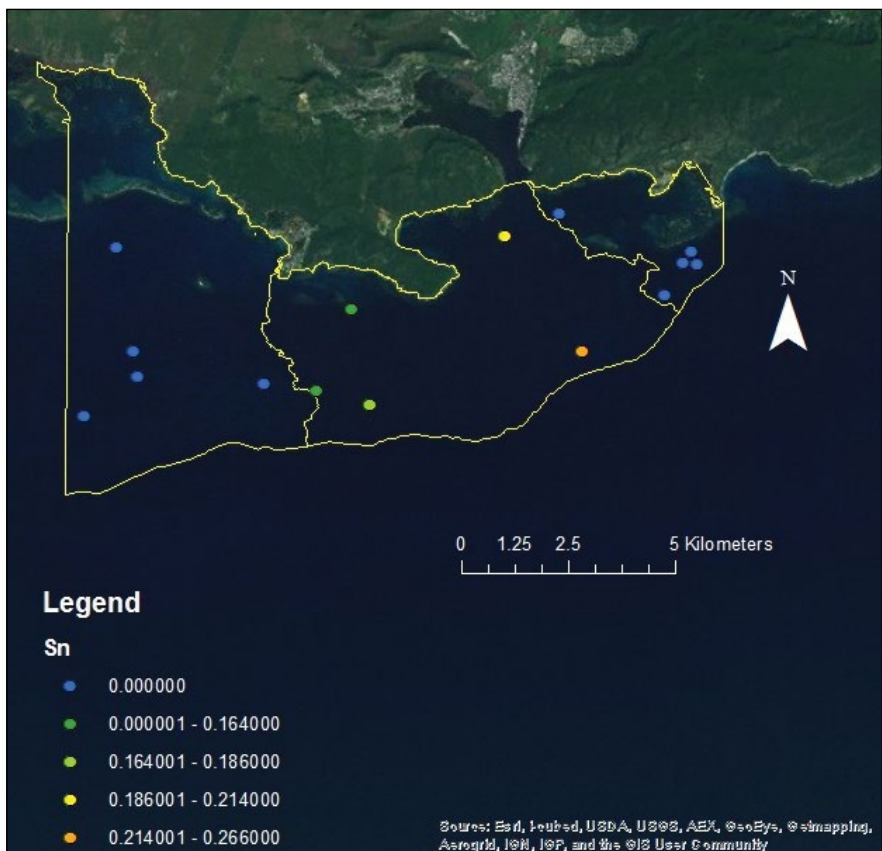 N
0 1.25 2.5 5 Kilometers
Legend
Sn
0.000000
0.000001 - 0.164000
0.164001 - 0.186000
0.186001 - 0.214000
0.214001 - 0.266000
Source: Esri, i-cubed, USDA, USGS, AEX, GeoEye, Getmapping,
Aerogrid, IGN, IGP, and the GIS User Community